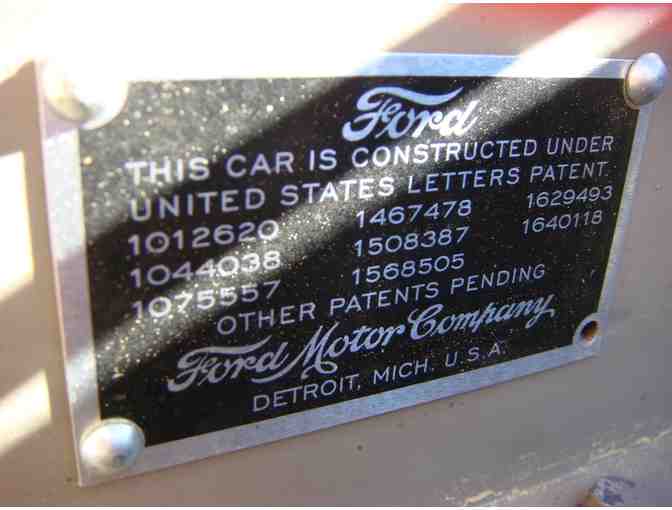 Ford
THIS CAR IS CONSTRUCTED UNDER
UNITED STATES LETTERS PATENT.
1012620 1467478 1629493
1044038 1508387 1640118
1075557 1568505
OTHER PATENTS PENDING
Ford Motor Company
DETROIT, MICH. U.S.A.